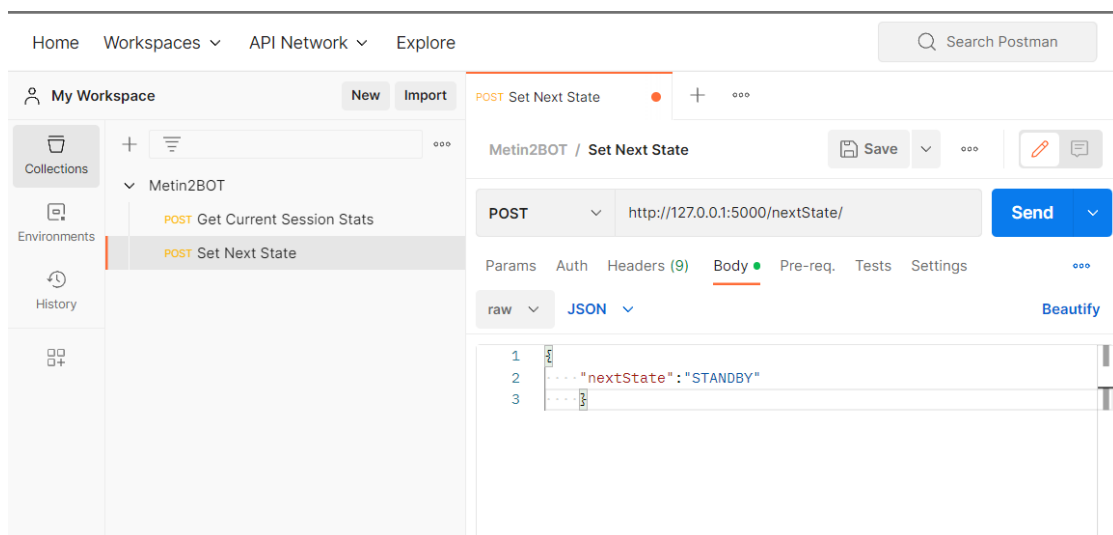 Home Workspaces API Network Explore Search Postman
My Workspace New Import
POST Set Next State
Collections
Environments
History
Metin2BOT
POST Get Current Session Stats
POST Set Next State
Metin2BOT / Set Next State Save
POST http://127.0.0.1:5000/nextState/ Send
Params Auth Headers (9) Body Pre-req. Tests Settings
raw JSON Beautify
1 {
2 "nextState":"STANDBY"
3 }